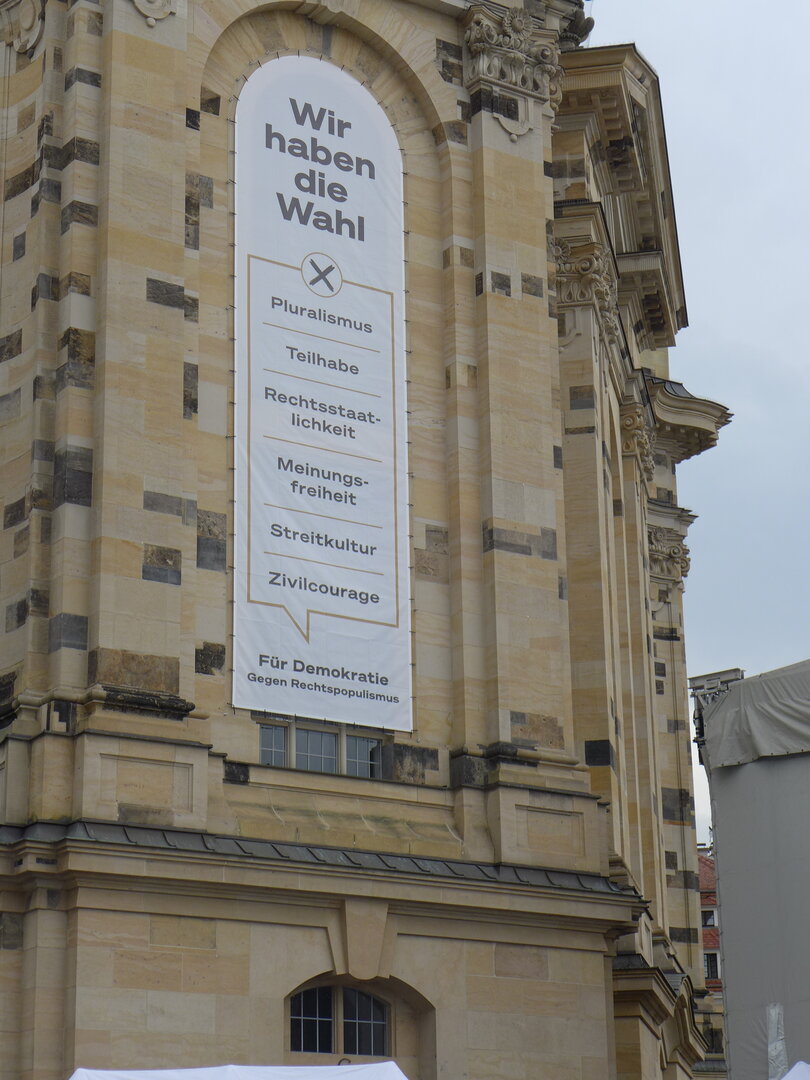 Wir
haben
die
Wahl
Pluralismus
Teilhabe
Rechtsstaat-
lichkeit
Meinungs-
freiheit
Streitkultur
Zivilcourage
Für Demokratie
Gegen Rechtspopulismus